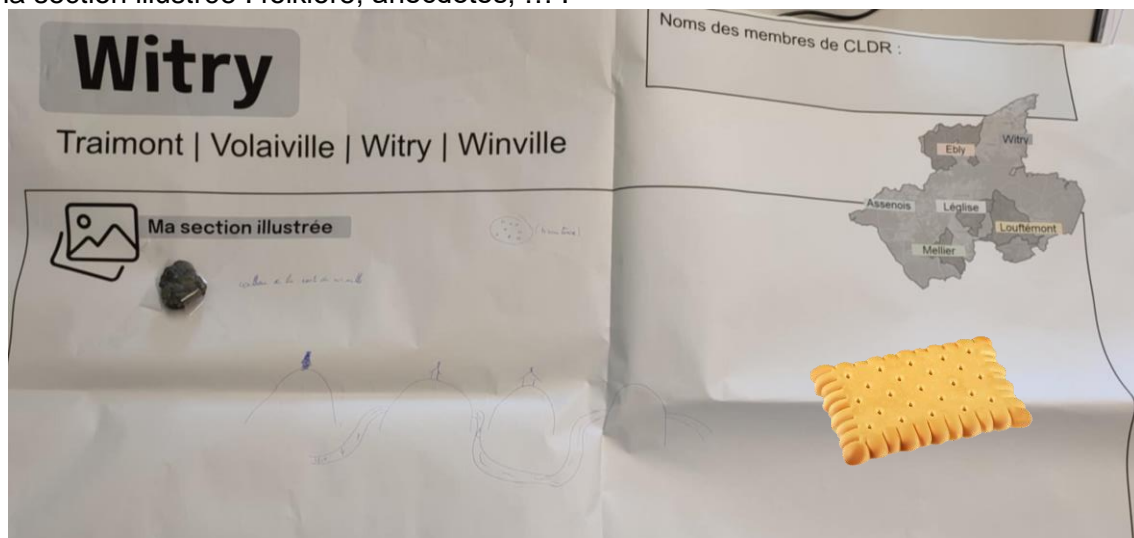 la section illustrée : folklore, anecdotes, … :
Witry
Noms des membres de CLDR :
Traimont | Volaiville | Witry | Winville
Witry
Ebly
Assenois
Léglise
Louftémont
Mellier
Ma section illustrée